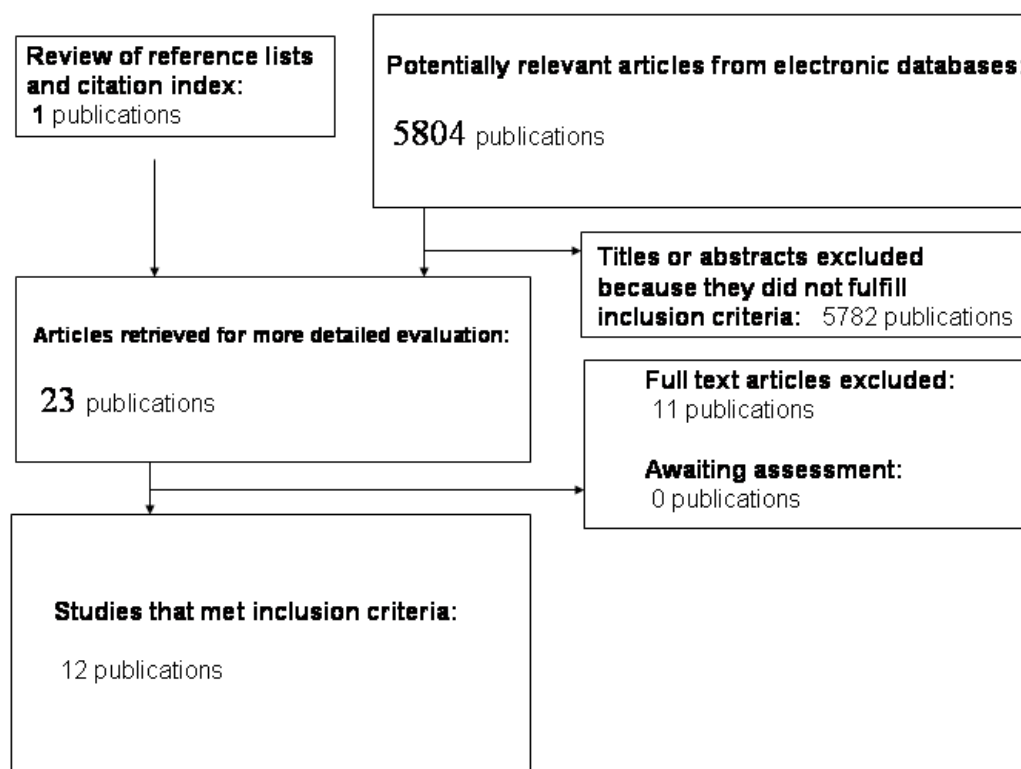 Review of reference lists
and citation index:
1 publications
Potentially relevant articles from electronic databases:
5804 publications
Titles or abstracts excluded
because they did not fulfill
inclusion criteria: 5782 publications
Articles retrieved for more detailed evaluation:
23 publications
Full text articles excluded:
11 publications
Awaiting assessment:
0 publications
Studies that met inclusion criteria:
12 publications